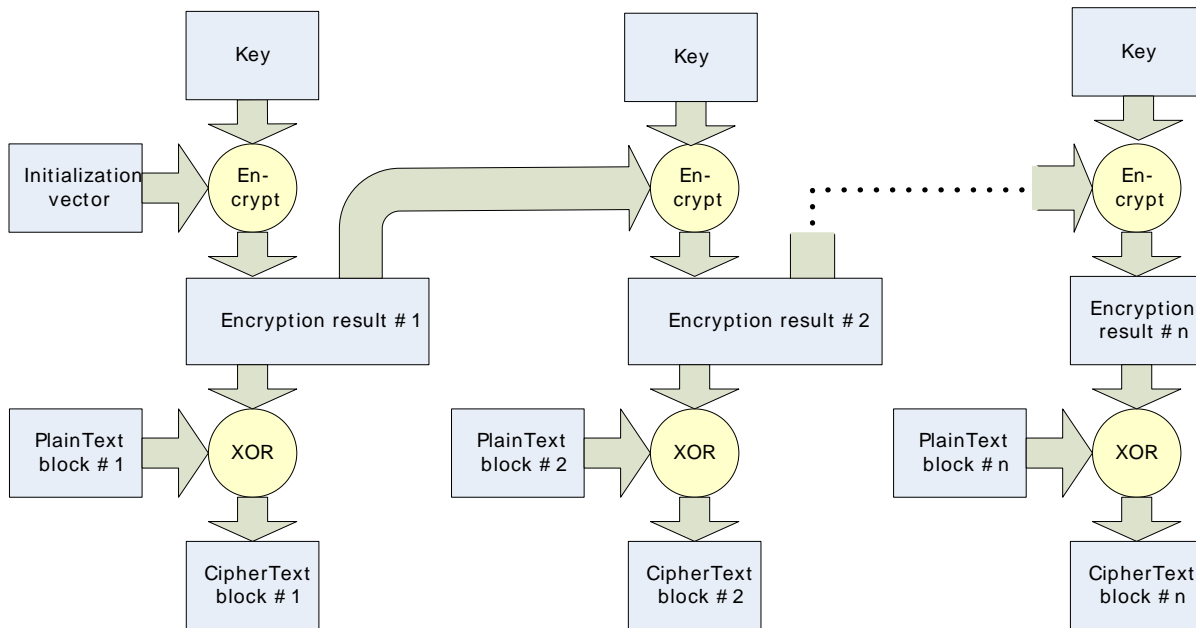 Key
Key
Key
Initialization
vector
En-
crypt
En-
crypt
En-
crypt
Encryption result # 1
Encryption result # 2
Encryption
result # n
PlainText
block # 1
XOR
PlainText
block # 2
XOR
PlainText
block # n
XOR
CipherText
block # 1
CipherText
block # 2
CipherText
block # n